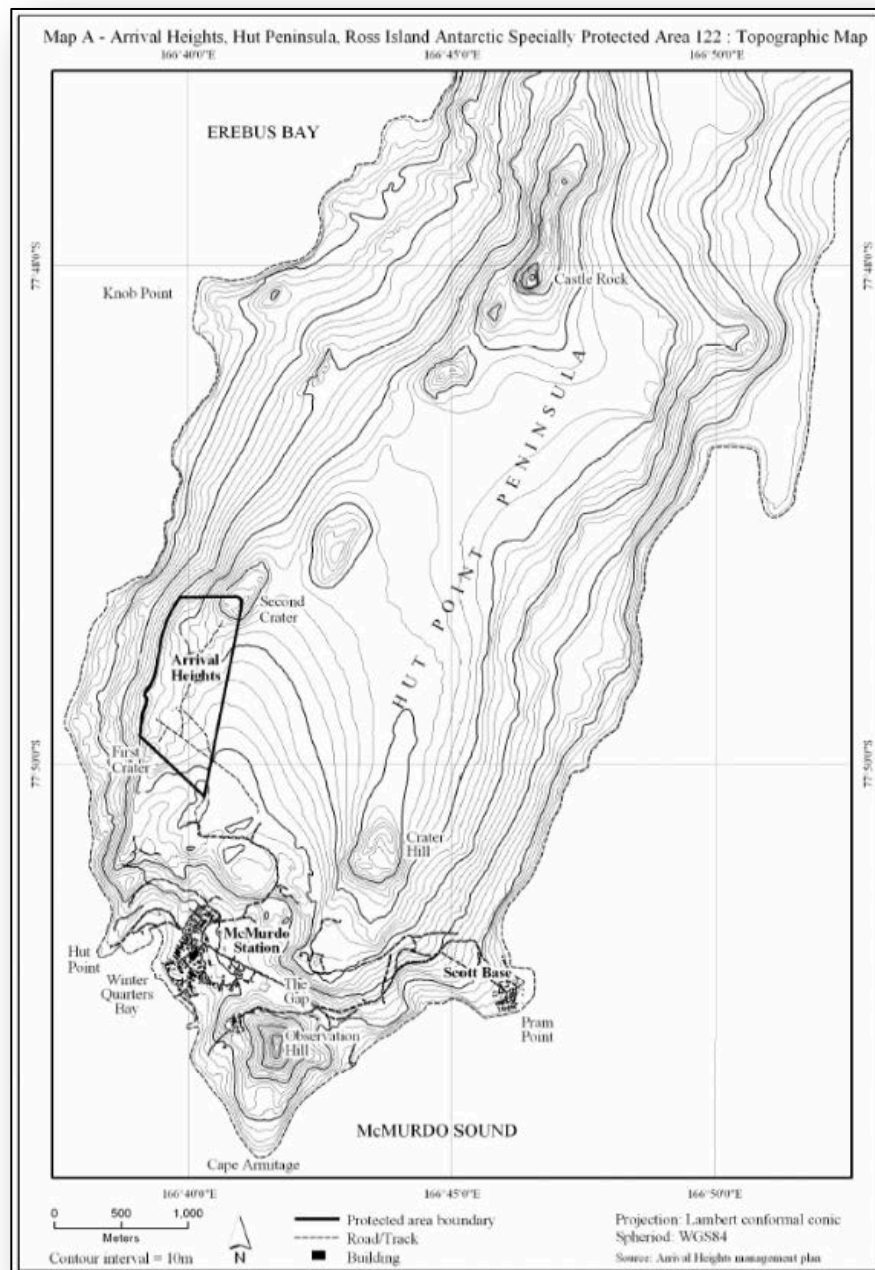 Map A - Arrival Heights, Hut Peninsula, Ross Island Antarctic Specially Protected Area 122 : Topographic Map
166°40'0"E
166°45'0"E
166°50'0"E
EREBUS BAY
77°48'0"S
77°48'0"S
Knob Point
Castle Rock
HUT POINT PENINSULA
Second
Crater
Arrival
Heights
First
Crater
77°50'0"S
77°50'0"S
Crater
Hill
McMurdo
Station
Hut
Point
Winter
Quarters
Bay
The
Gap
Scott Base
Observation
Hill
Pram
Point
McMURDO SOUND
Cape Armitage
166°40'0"E
166°45'0"E
166°50'0"E
0 500 1,000
Meters
Contour interval = 10m
N
Protected area boundary
Road/Track
Building
Projection: Lambert conformal conic
Spheriod: WGS84
Source: Arrival Heights management plan